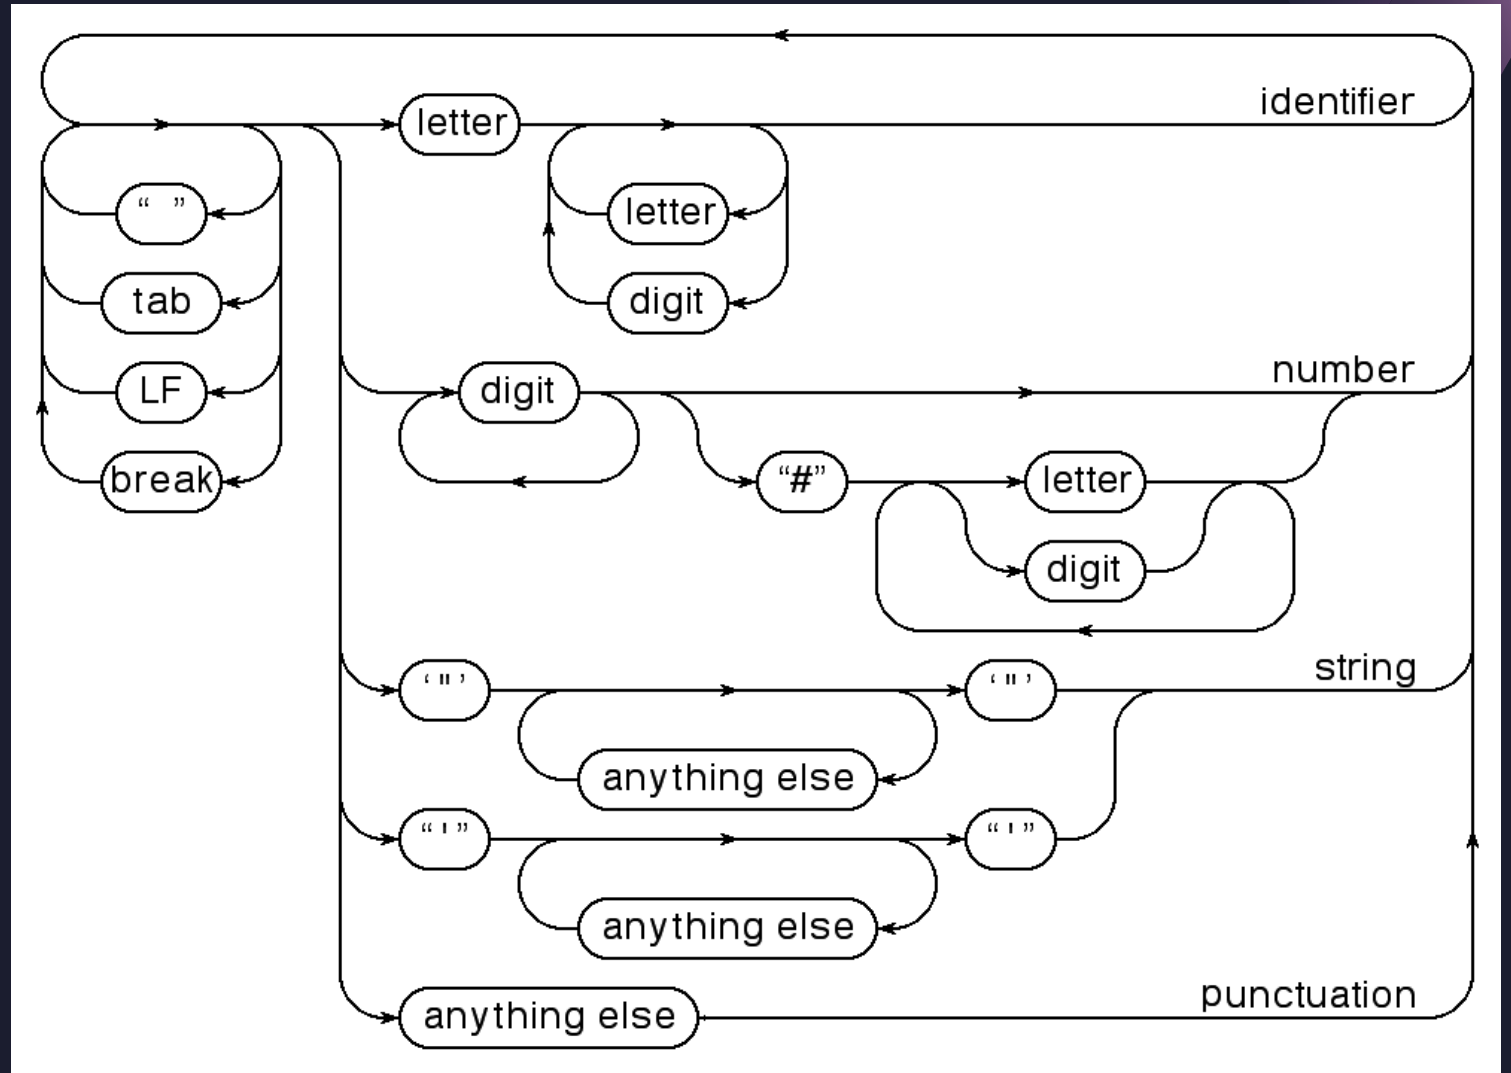 identifier
letter
“ ”
letter
tab
digit
number
LF
digit
break
“#”
letter
digit
string
‘ " ’
‘ " ’
anything else
“ ' ”
“ ' ”
anything else
punctuation
anything else